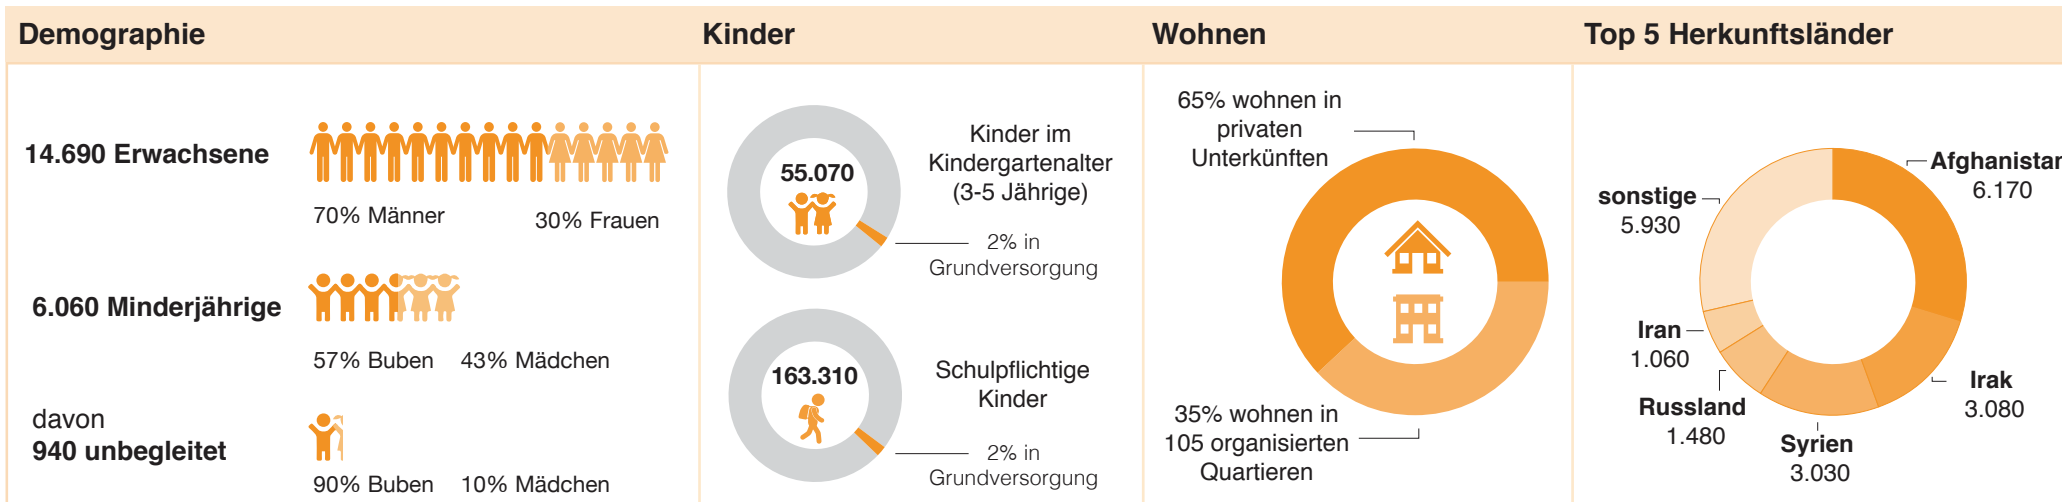 Demographie
14.690 Erwachsene
70% Männer
30% Frauen
6.060 Minderjährige
57% Buben
43% Mädchen
davon
940 unbegleitet
90% Buben
10% Mädchen
Kinder
55.070
Kinder im
Kindergartenalter
(3-5 Jährige)
2% in
Grundversorgung
163.310
Schulpflichtige
Kinder
2% in
Grundversorgung
Wohnen
65% wohnen in
privaten
Unterkünften
35% wohnen in
105 organisierten
Quartieren
Top 5 Herkunftsländer
Afghanistan
6.170
sonstige
5.930
Iran
1.060
Russland
1.480
Syrien
3.030
Irak
3.080